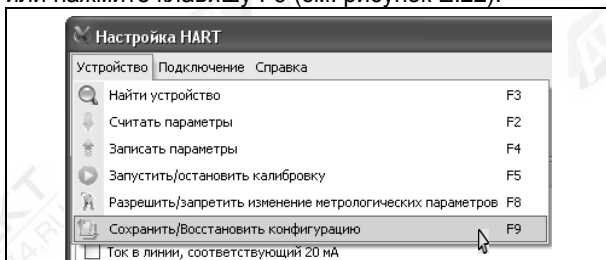 или нажмите клавишу F9 (см. рисунок 2.22).
Настройка HART
Устройство Подключение Справка
Найти устройство F3
Считать параметры F2
Записать параметры F4
Запустить/остановить калибровку F5
Разрешить/запретить изменение метрологических параметров F8
Сохранить/Восстановить конфигурацию F9
Ток в линии, соответствующий 20 мА